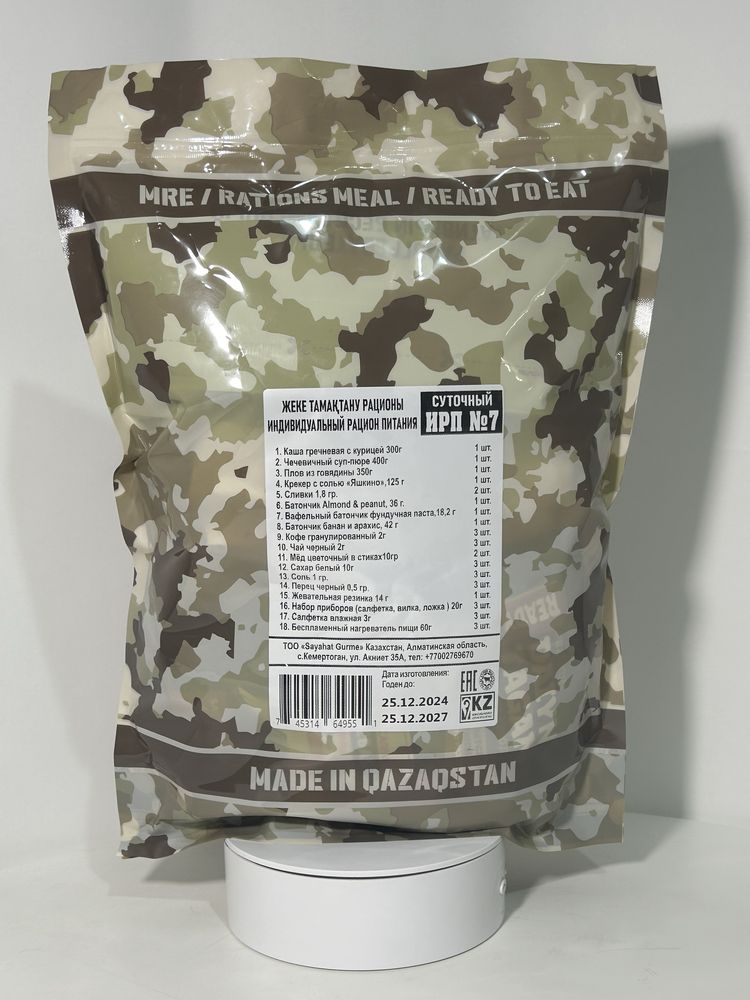 MRE / RATIONS MEAL / READY TO EAT
ЖЕКЕ ТАМАҚТАНУ РАЦИОНЫ
ИНДИВИДУАЛЬНЫЙ РАЦИОН ПИТАНИЯ
СУТОЧНЫЙ
ИРП №7
1. Каша гречневая с курицей 300г 1 шт.
2. Чечевичный суп-пюре 400г 1 шт.
3. Плов из говядины 350г 1 шт.
4. Крекер с солью «Яшкино»,125 г 1 шт.
5. Сливки 1,8 гр. 2 шт.
6. Батончик Almond & peanut, 36 г. 1 шт.
7. Вафельный батончик фундучная паста,18,2 г 1 шт.
8. Батончик банан и арахис, 42 г 1 шт.
9. Кофе гранулированный 2г 3 шт.
10. Чай черный 2г 3 шт.
11. Мёд цветочный в стиках10гр 2 шт.
12. Сахар белый 10г 3 шт.
13. Соль 1 гр. 3 шт.
14. Перец черный 0,5 гр. 3 шт.
15. Жевательная резинка 14 г 1 шт.
16. Набор приборов (салфетка, вилка, ложка ) 20г 3 шт.
17. Салфетка влажная 3г 3 шт.
18. Беспламенный нагреватель пищи 60г 3 шт.
ТОО «Sayahat Gurme» Казахстан, Алматинская область,
с.Кемертоган, ул. Акниет 35А, тел: +77002769670
Дата изготовления:
Годен до:
25.12.2024
25.12.2027
7 45314 64955 1
EAC
KZ
MADE IN QAZAQSTAN